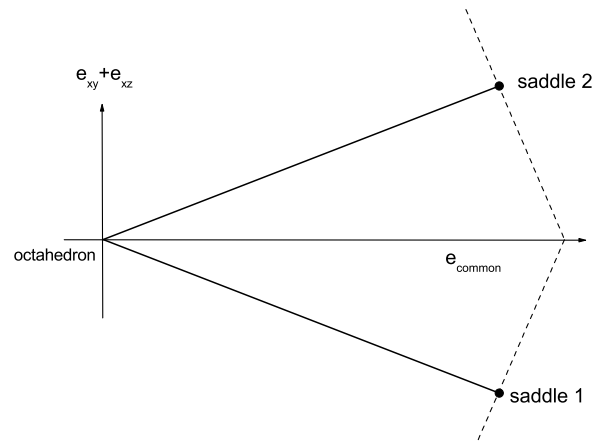 e_xy+e_xz
saddle 2
octahedron
e_common
saddle 1